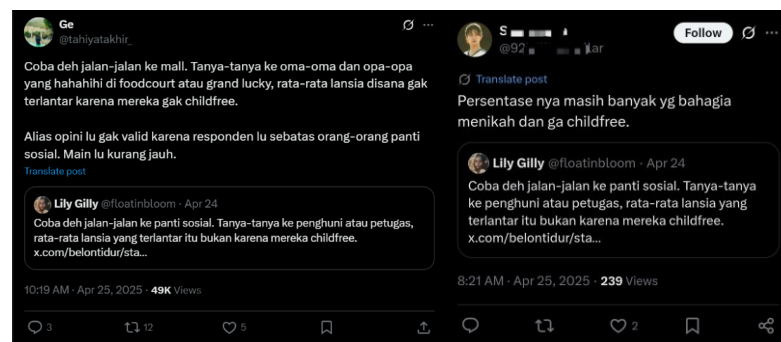 Ge
@tahiyatakhir_
Coba deh jalan-jalan ke mall. Tanya-tanya ke oma-oma dan opa-opa
yang hahahihi di foodcourt atau grand lucky, rata-rata lansia disana gak
terlantar karena mereka gak childfree.
Alias opini lu gak valid karena responden lu sebatas orang-orang panti
sosial. Main lu kurang jauh.
Translate post
Lily Gilly @floatinbloom · Apr 24
Coba deh jalan-jalan ke panti sosial. Tanya-tanya ke penghuni atau petugas,
rata-rata lansia yang terlantar itu bukan karena mereka childfree.
x.com/belontidur/sta...
10:19 AM · Apr 25, 2025 · 49K Views
3
12
5
S
Follow
Translate post
Persentase nya masih banyak yg bahagia
menikah dan ga childfree.
Lily Gilly @floatinbloom · Apr 24
Coba deh jalan-jalan ke panti sosial. Tanya-tanya
ke penghuni atau petugas, rata-rata lansia yang
terlantar itu bukan karena mereka childfree.
x.com/belontidur/sta...
8:21 AM · Apr 25, 2025 · 239 Views
2